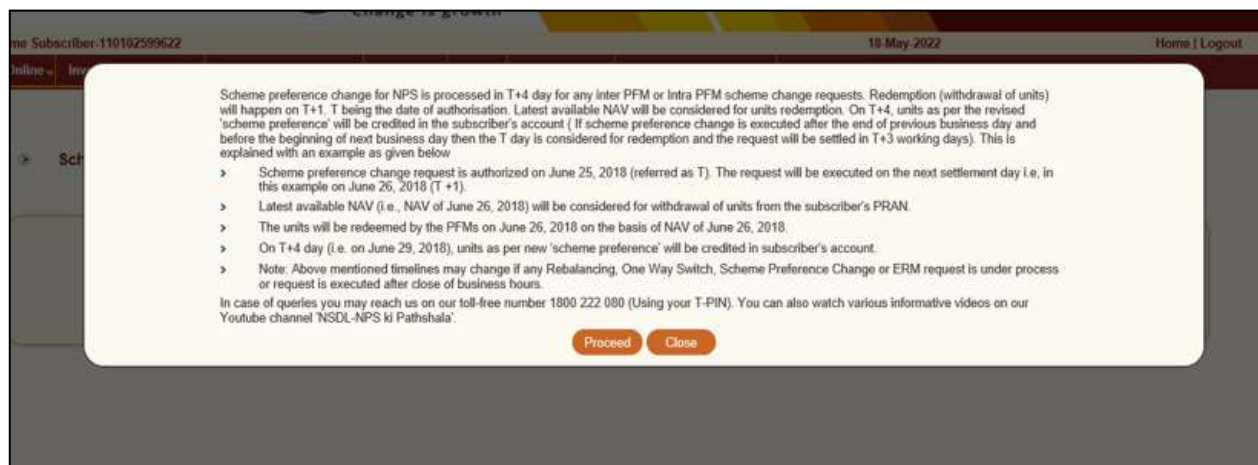 Change is growth
me Subscriber-110102599622 18-May-2022 Home | Logout
Online Inv
Scheme preference change for NPS is processed in T+4 day for any inter PFM or Intra PFM scheme change requests. Redemption (withdrawal of units)
will happen on T+1. T being the date of authorisation. Latest available NAV will be considered for units redemption. On T+4, units as per the revised
'scheme preference' will be credited in the subscriber's account ( If scheme preference change is executed after the end of previous business day and
before the beginning of next business day then the T day is considered for redemption and the request will be settled in T+3 working days). This is
explained with an example as given below
Sch
› Scheme preference change request is authorized on June 25, 2018 (referred as T). The request will be executed on the next settlement day i.e, in
this example on June 26, 2018 (T +1).
› Latest available NAV (i.e., NAV of June 26, 2018) will be considered for withdrawal of units from the subscriber's PRAN.
› The units will be redeemed by the PFMs on June 26, 2018 on the basis of NAV of June 26, 2018.
› On T+4 day (i.e. on June 29, 2018), units as per new 'scheme preference' will be credited in subscriber's account.
› Note: Above mentioned timelines may change if any Rebalancing, One Way Switch, Scheme Preference Change or ERM request is under process
or request is executed after close of business hours.
In case of queries you may reach us on our toll-free number 1800 222 080 (Using your T-PIN). You can also watch various informative videos on our
Youtube channel 'NSDL-NPS ki Pathshala'.
Proceed Close